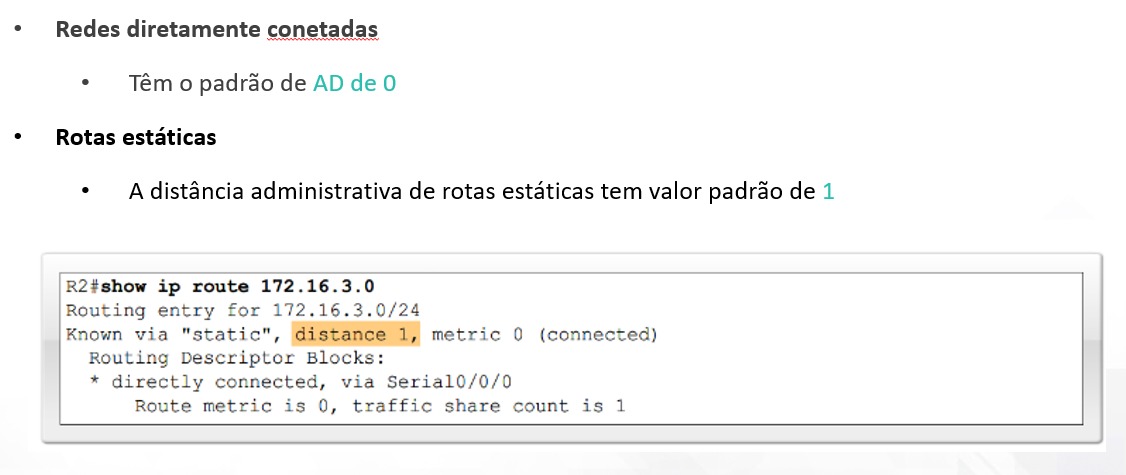 • Redes diretamente conetadas
• Têm o padrão de AD de 0
• Rotas estáticas
• A distância administrativa de rotas estáticas tem valor padrão de 1
R2#show ip route 172.16.3.0
Routing entry for 172.16.3.0/24
Known via "static", distance 1, metric 0 (connected)
  Routing Descriptor Blocks:
  * directly connected, via Serial0/0/0
      Route metric is 0, traffic share count is 1